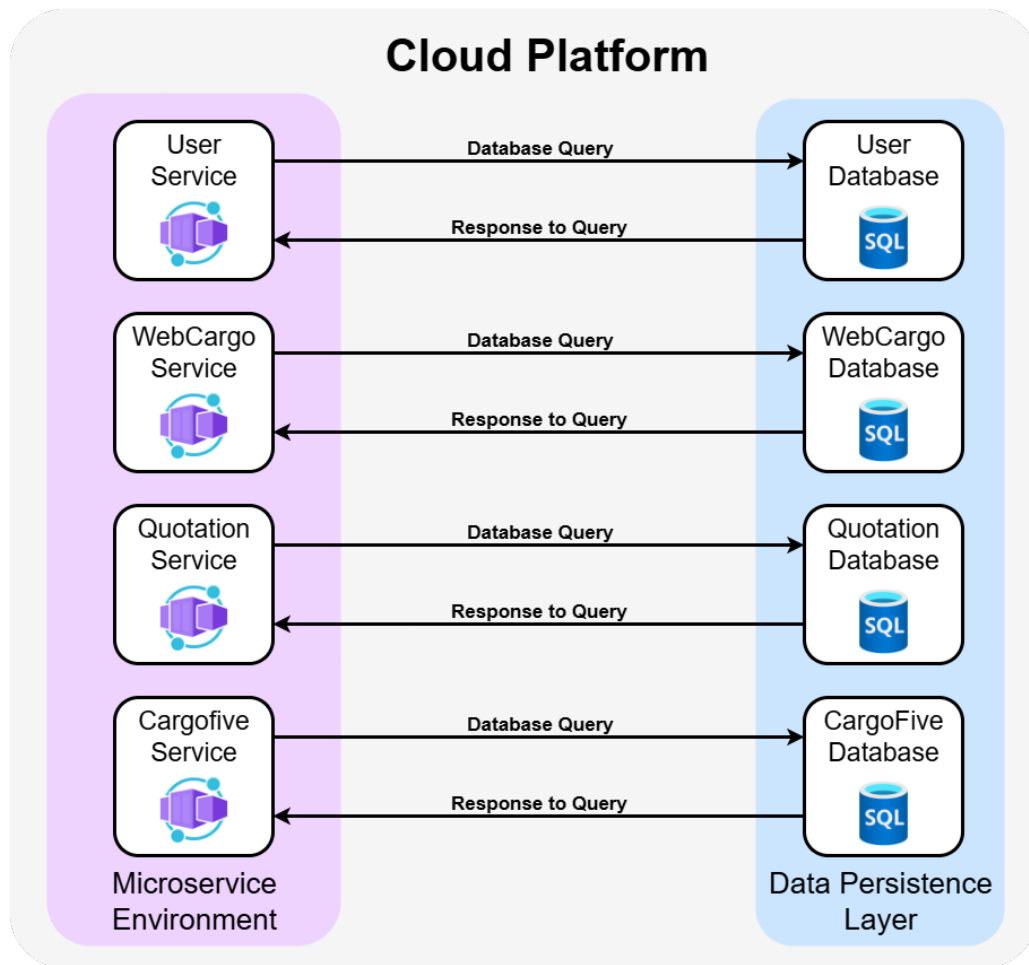 Cloud Platform
User
Service
Database Query
Response to Query
User
Database
SQL
WebCargo
Service
Database Query
Response to Query
WebCargo
Database
SQL
Quotation
Service
Database Query
Response to Query
Quotation
Database
SQL
Cargofive
Service
Database Query
Response to Query
CargoFive
Database
SQL
Microservice
Environment
Data Persistence
Layer